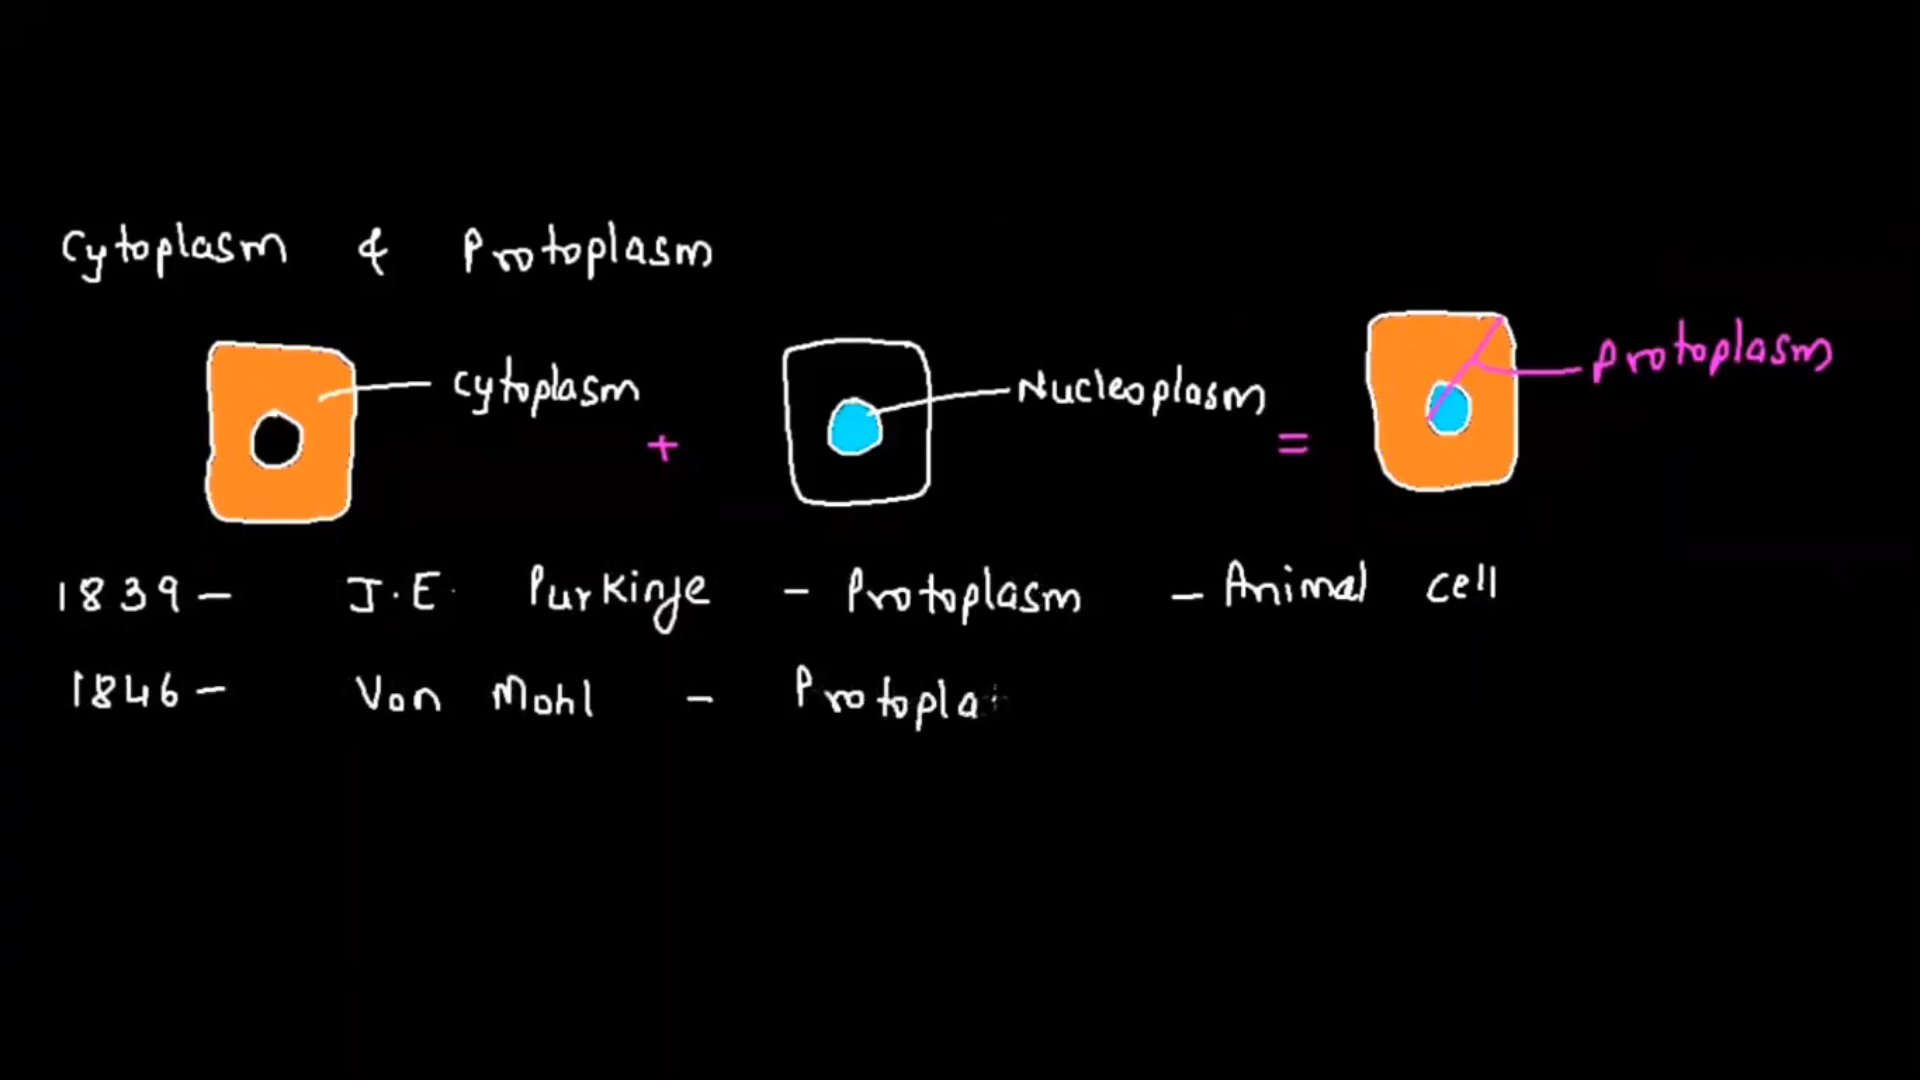 Cytoplasm & Protoplasm
Cytoplasm + Nucleoplasm = Protoplasm
1839 - J.E. Purkinje - Protoplasm - Animal cell
1846 - Von Mohl - Protopla